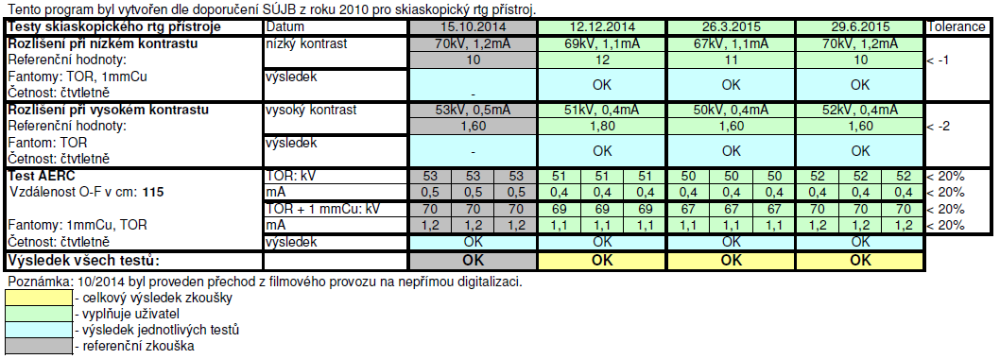 Tento program byl vytvořen dle doporučení SÚJB z roku 2010 pro skiaskopický rtg přístroj.
Testy skiaskopického rtg přístroje Datum 15.10.2014 12.12.2014 26.3.2015 29.6.2015 Tolerance
Rozlišení při nízkém kontrastu nízký kontrast 70kV, 1,2mA 69kV, 1,1mA 67kV, 1,1mA 70kV, 1,2mA
Referenční hodnoty: 10 12 11 10 < -1
Fantomy: TOR, 1mmCu výsledek - OK OK OK
Četnost: čtvtletně
Rozlišení při vysokém kontrastu vysoký kontrast 53kV, 0,5mA 51kV, 0,4mA 50kV, 0,4mA 52kV, 0,4mA
Referenční hodnoty: 1,60 1,80 1,60 1,60 < -2
Fantom: TOR výsledek - OK OK OK
Četnost: čtvtletně
Test AERC TOR: kV 53 53 53 51 51 51 50 50 50 52 52 52 < 20%
Vzdálenost O-F v cm: 115 mA 0,5 0,5 0,5 0,4 0,4 0,4 0,4 0,4 0,4 0,4 0,4 0,4 < 20%
TOR + 1 mmCu: kV 70 70 70 69 69 69 67 67 67 70 70 70 < 20%
Fantomy: 1mmCu, TOR mA 1,2 1,2 1,2 1,1 1,1 1,1 1,1 1,1 1,1 1,2 1,2 1,2 < 20%
Četnost: čtvtletně výsledek OK OK OK OK
Výsledek všech testů: OK OK OK OK
Poznámka: 10/2014 byl proveden přechod z filmového provozu na nepřímou digitalizaci.
- celkový výsledek zkoušky
- vyplňuje uživatel
- výsledek jednotlivých testů
- referenční zkouška